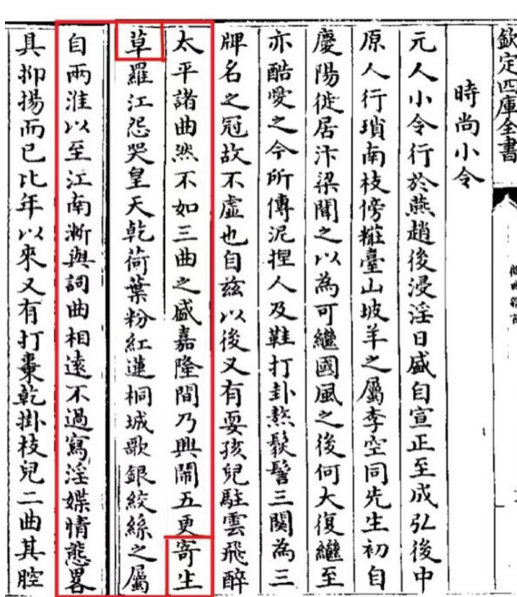 欽定四庫全書
時尚小令
元人小令行於燕趙後浸淫日盛自宣正至成弘後中
原人行瑣南枝傍糚臺山坡羊之屬李空同先生初自
慶陽徙居汴梁聞之以為可繼國風之後何大復繼至
亦酷愛之今所傳泥捏人及鞋打卦熬鬏髻三闋為三
牌名之冠故不虛也自兹以後又有耍孩兒駐雲飛醉
太平諸曲然不如三曲之盛嘉隆間乃興鬧五更寄生
草羅江怨哭皇天乾荷葉粉紅蓮桐城歌銀絞絲之屬
自兩淮以至江南漸與詞曲相遠不過寫淫媟情態畧
具抑揚而已比年以來又有打棗乾掛枝兒二曲其腔